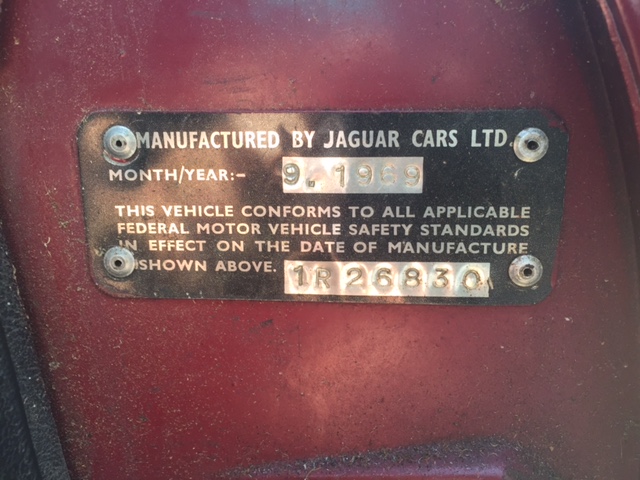 MANUFACTURED BY JAGUAR CARS LTD.
MONTH/YEAR:- 9. 1969
THIS VEHICLE CONFORMS TO ALL APPLICABLE
FEDERAL MOTOR VEHICLE SAFETY STANDARDS
IN EFFECT ON THE DATE OF MANUFACTURE
SHOWN ABOVE. 1R 26830